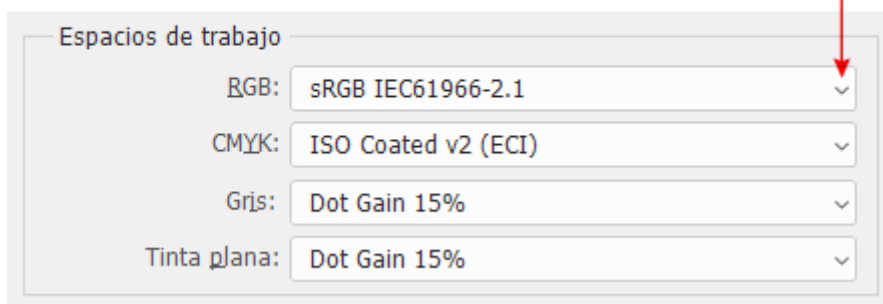 Espacios de trabajo
RGB: sRGB IEC61966-2.1
CMYK: ISO Coated v2 (ECI)
Gris: Dot Gain 15%
Tinta plana: Dot Gain 15%